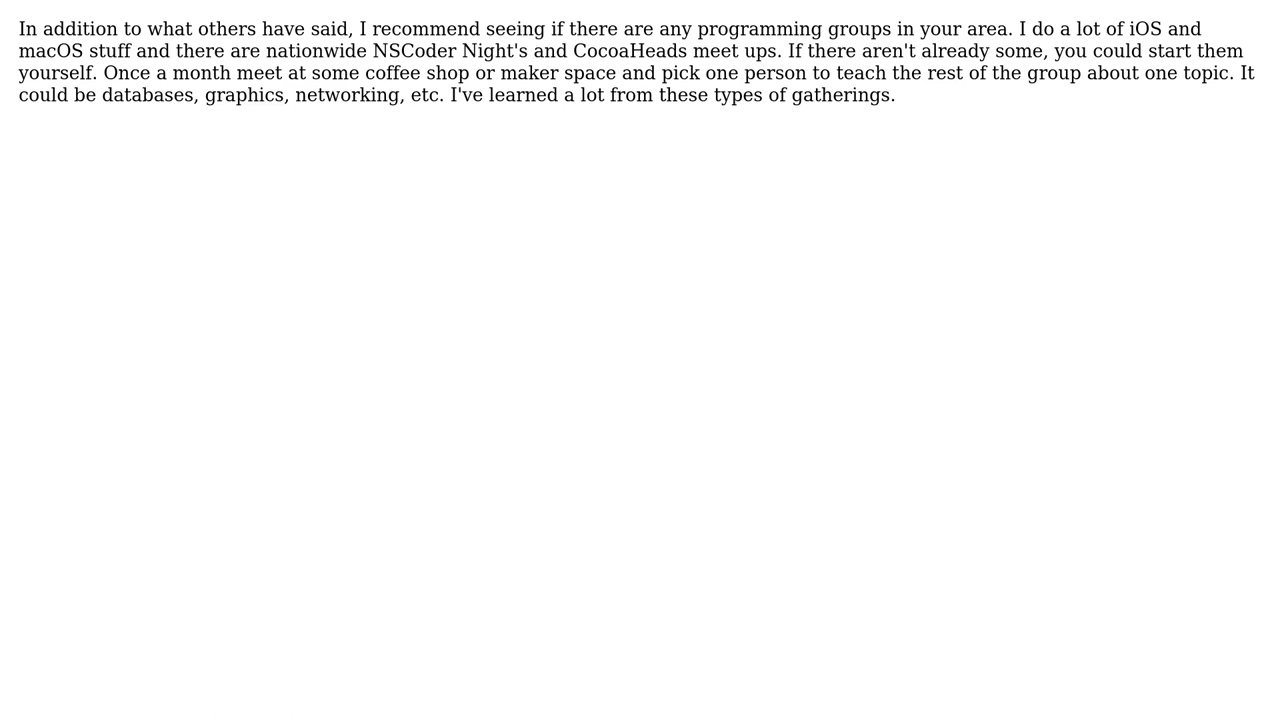 In addition to what others have said, I recommend seeing if there are any programming groups in your area. I do a lot of iOS and
macOS stuff and there are nationwide NSCoder Night's and CocoaHeads meet ups. If there aren't already some, you could start them
yourself. Once a month meet at some coffee shop or maker space and pick one person to teach the rest of the group about one topic. It
could be databases, graphics, networking, etc. I've learned a lot from these types of gatherings.